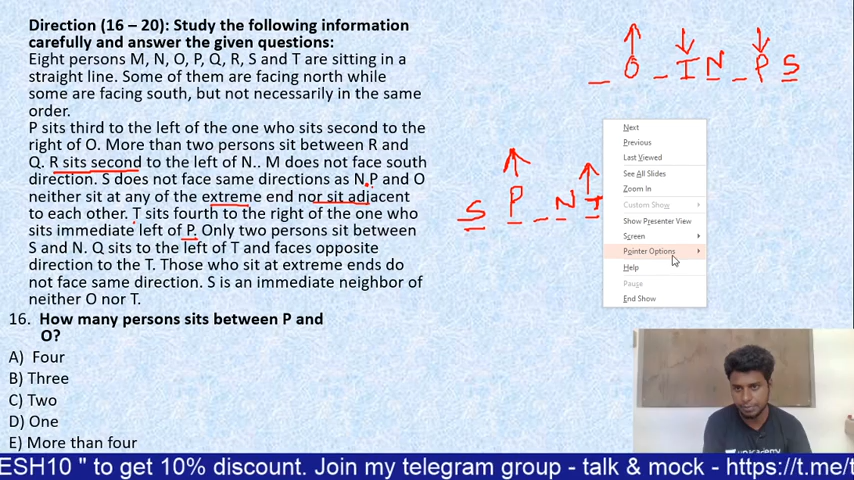 Direction (16 – 20): Study the following information
carefully and answer the given questions:
Eight persons M, N, O, P, Q, R, S and T are sitting in a
straight line. Some of them are facing north while
some are facing south, but not necessarily in the same
order.
P sits third to the left of the one who sits second to the
right of O. More than two persons sit between R and
Q. R sits second to the left of N.. M does not face south
direction. S does not face same directions as N.P and O
neither sit at any of the extreme end nor sit adjacent
to each other. T sits fourth to the right of the one who
sits immediate left of P. Only two persons sit between
S and N. Q sits to the left of T and faces opposite
direction to the T. Those who sit at extreme ends do
not face same direction. S is an immediate neighbor of
neither O nor T.
16. How many persons sits between P and
O?
A) Four
B) Three
C) Two
D) One
E) More than four
_ O _ T N _ P S
S P _ N T
Next
Previous
Last Viewed
See All Slides
Zoom In
Custom Show
Show Presenter View
Screen
Pointer Options
Help
Pause
End Show
ESH10 " to get 10% discount. Join my telegram group - talk & mock - https://t.me/t